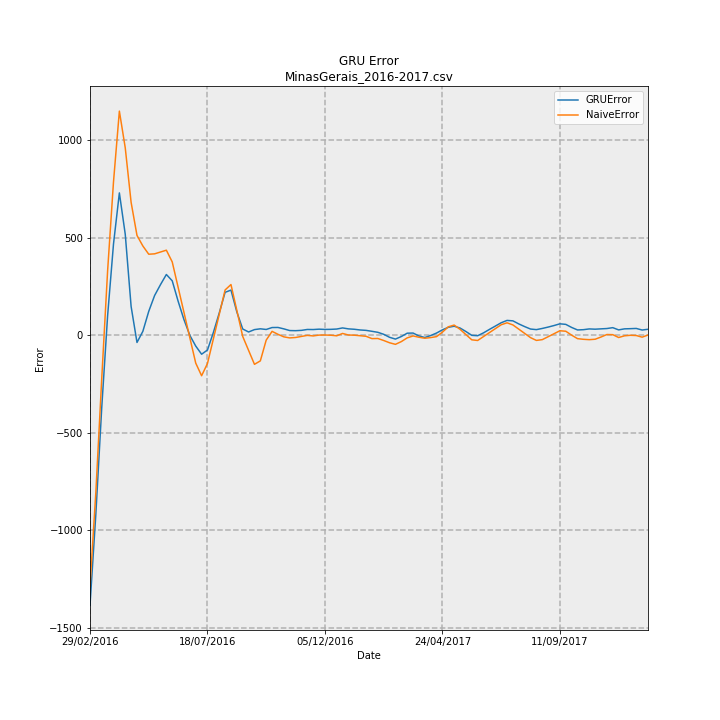 GRU Error
MinasGerais_2016-2017.csv
GRUError
NaiveError
1000
500
0
−500
−1000
−1500
Error
29/02/2016
18/07/2016
05/12/2016
24/04/2017
11/09/2017
Date